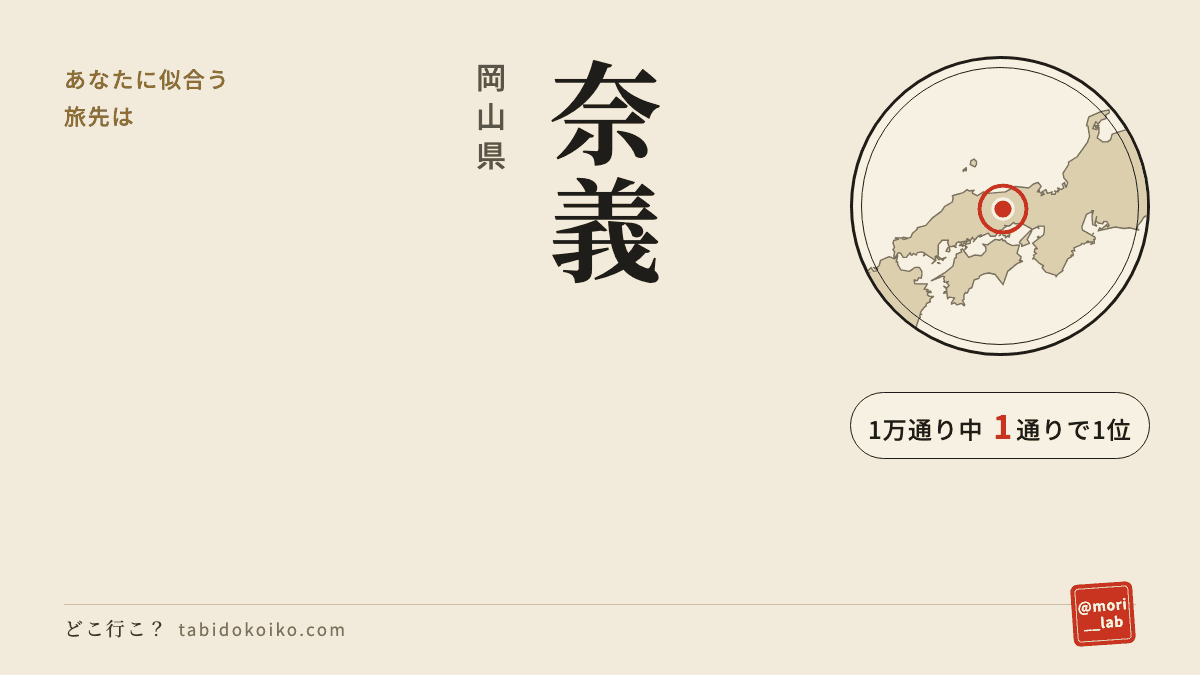 あなたに似合う
旅先は
奈義
岡山県
1万通り中 1通りで1位
どこ行こ？ tabidokoiko.com
@mori
__lab